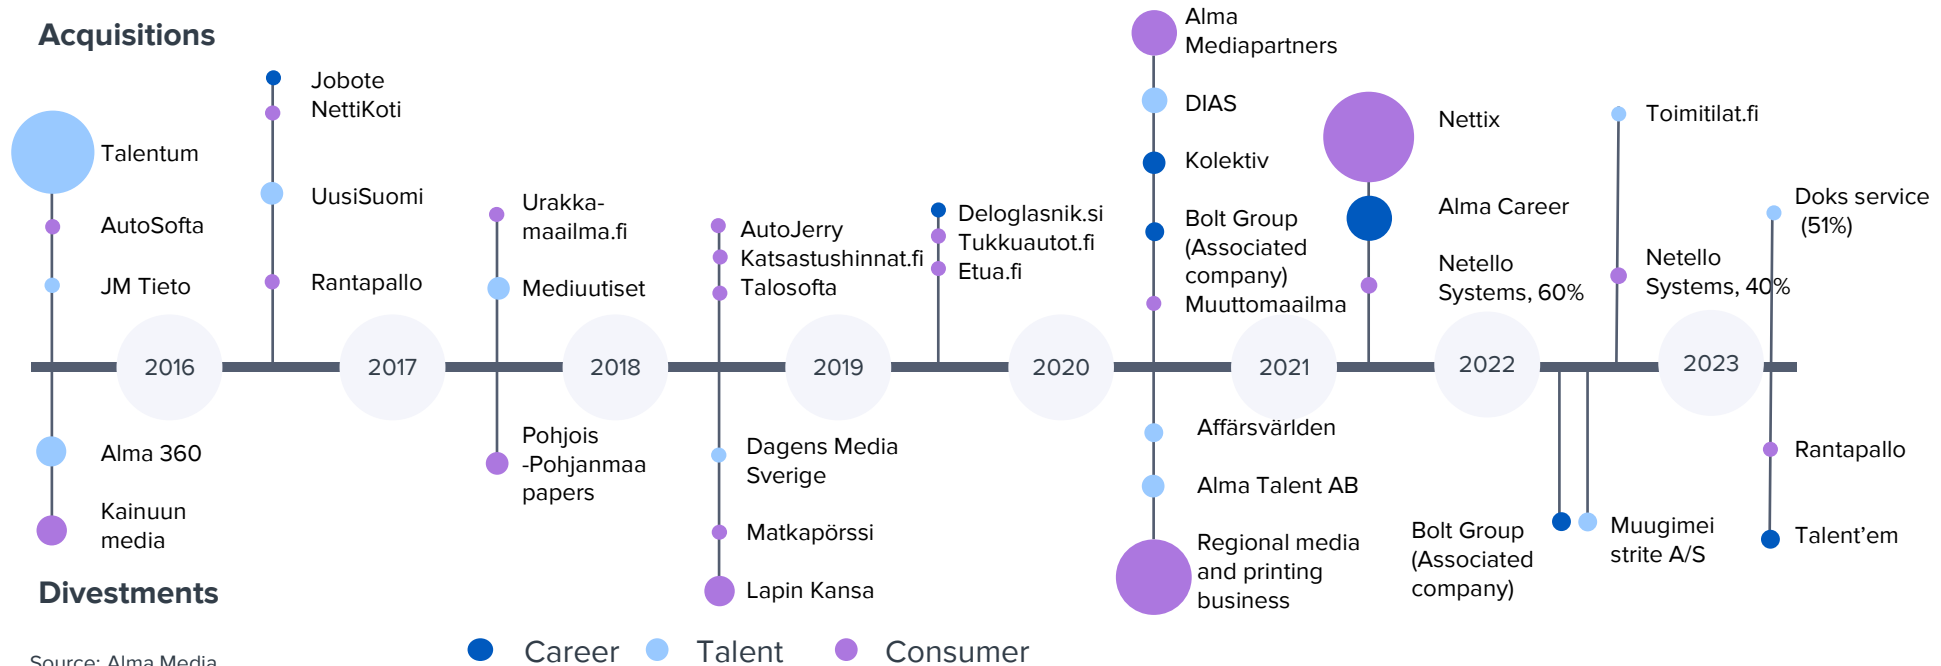 Acquisitions
Talentum
AutoSofta
JM Tieto
Jobote
NettiKoti
UusiSuomi
Rantapallo
Urakka-
maailma.fi
Mediuutiset
AutoJerry
Katsastushinnat.fi
Talosofta
Deloglasnik.si
Tukkuautot.fi
Etua.fi
Alma
Mediapartners
DIAS
Kolektiv
Bolt Group
(Associated
company)
Muuttomaailma
Nettix
Alma Career
Netello
Systems, 60%
Toimitilat.fi
Netello
Systems, 40%
Doks service
(51%)
2016
2017
2018
2019
2020
2021
2022
2023
Alma 360
Kainuun
media
Pohjois
-Pohjanmaa
papers
Dagens Media
Sverige
Matkapörssi
Lapin Kansa
Affärsvärlden
Alma Talent AB
Regional media
and printing
business
Bolt Group
(Associated
company)
Muugimei
strite A/S
Rantapallo
Talent'em
Divestments
Source: Alma Media
Career
Talent
Consumer